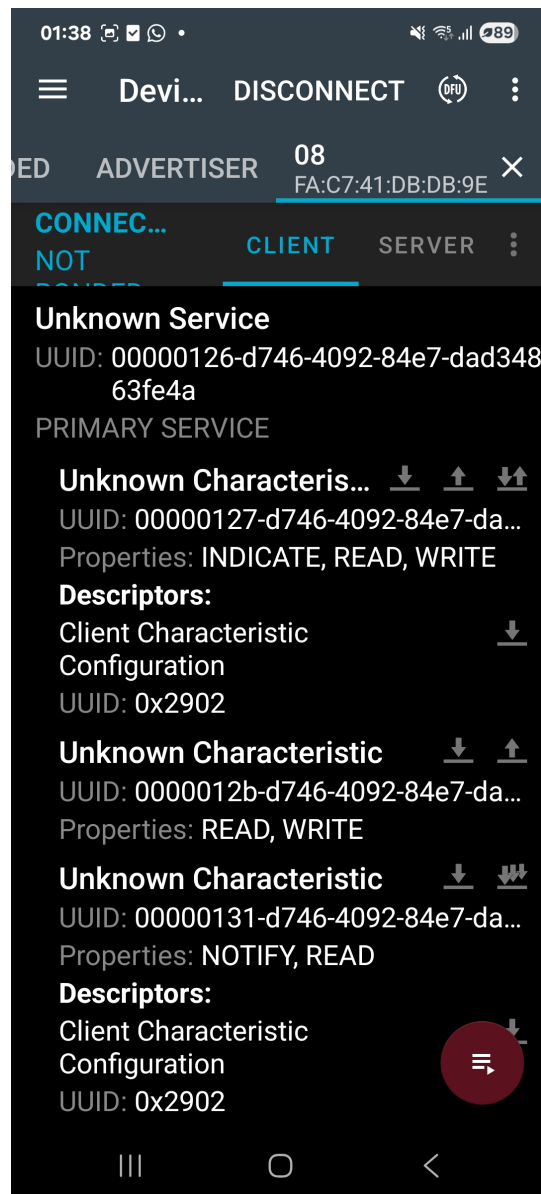 01:38
89
Devi... DISCONNECT DFU
DED ADVERTISER 08
FA:C7:41:DB:DB:9E
CONNEC...
NOT
CLIENT SERVER
Unknown Service
UUID: 00000126-d746-4092-84e7-dad348
63fe4a
PRIMARY SERVICE
Unknown Characteris...
UUID: 00000127-d746-4092-84e7-da...
Properties: INDICATE, READ, WRITE
Descriptors:
Client Characteristic
Configuration
UUID: 0x2902
Unknown Characteristic
UUID: 0000012b-d746-4092-84e7-da...
Properties: READ, WRITE
Unknown Characteristic
UUID: 00000131-d746-4092-84e7-da...
Properties: NOTIFY, READ
Descriptors:
Client Characteristic
Configuration
UUID: 0x2902